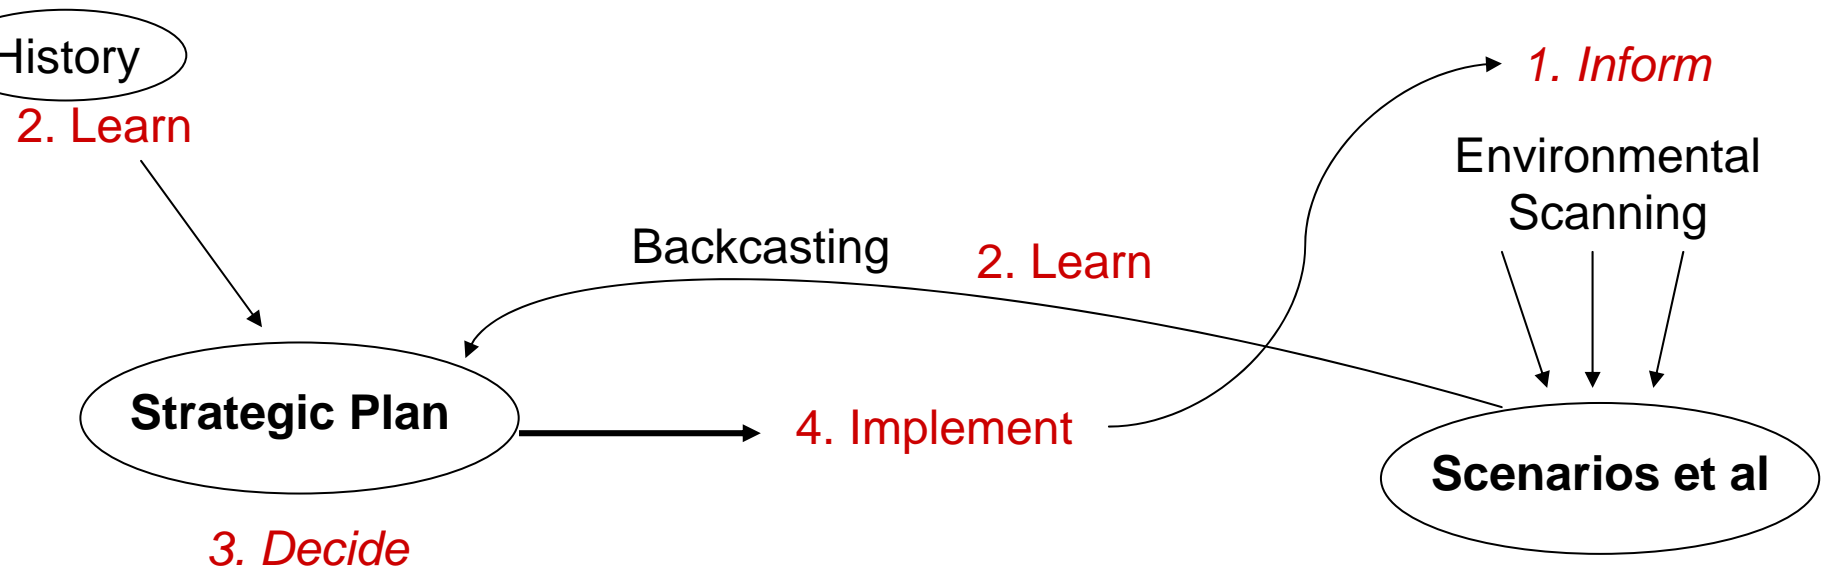 History
2. Learn
1. Inform
Environmental
Scanning
Backcasting
2. Learn
Strategic Plan
4. Implement
Scenarios et al
3. Decide